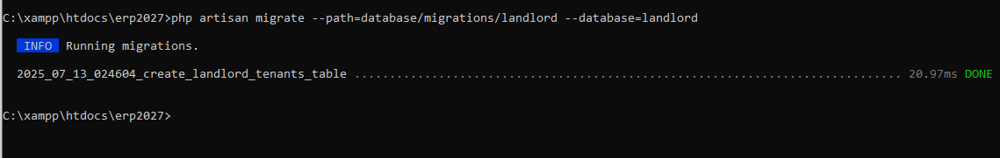 C:\xampp\htdocs\erp2027>php artisan migrate --path=database/migrations/landlord --database=landlord
INFO Running migrations.
2025_07_13_024604_create_landlord_tenants_table .............................................................................. 20.97ms DONE
C:\xampp\htdocs\erp2027>